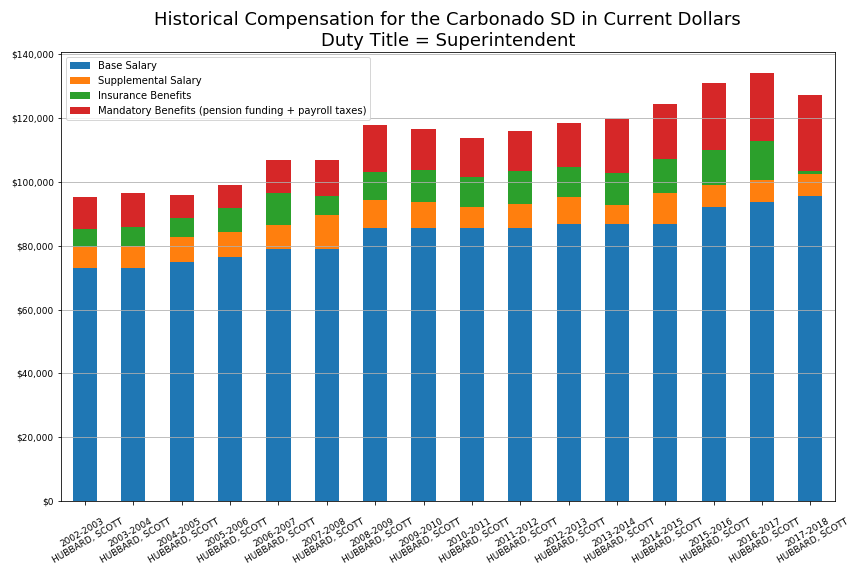 Historical Compensation for the Carbonado SD in Current Dollars
Duty Title = Superintendent
$140,000
$120,000
$100,000
$80,000
$60,000
$40,000
$20,000
$0
Base Salary
Supplemental Salary
Insurance Benefits
Mandatory Benefits (pension funding + payroll taxes)
2002-2003
HUBBARD, SCOTT
2003-2004
HUBBARD, SCOTT
2004-2005
HUBBARD, SCOTT
2005-2006
HUBBARD, SCOTT
2006-2007
HUBBARD, SCOTT
2007-2008
HUBBARD, SCOTT
2008-2009
HUBBARD, SCOTT
2009-2010
HUBBARD, SCOTT
2010-2011
HUBBARD, SCOTT
2011-2012
HUBBARD, SCOTT
2012-2013
HUBBARD, SCOTT
2013-2014
HUBBARD, SCOTT
2014-2015
HUBBARD, SCOTT
2015-2016
HUBBARD, SCOTT
2016-2017
HUBBARD, SCOTT
2017-2018
HUBBARD, SCOTT